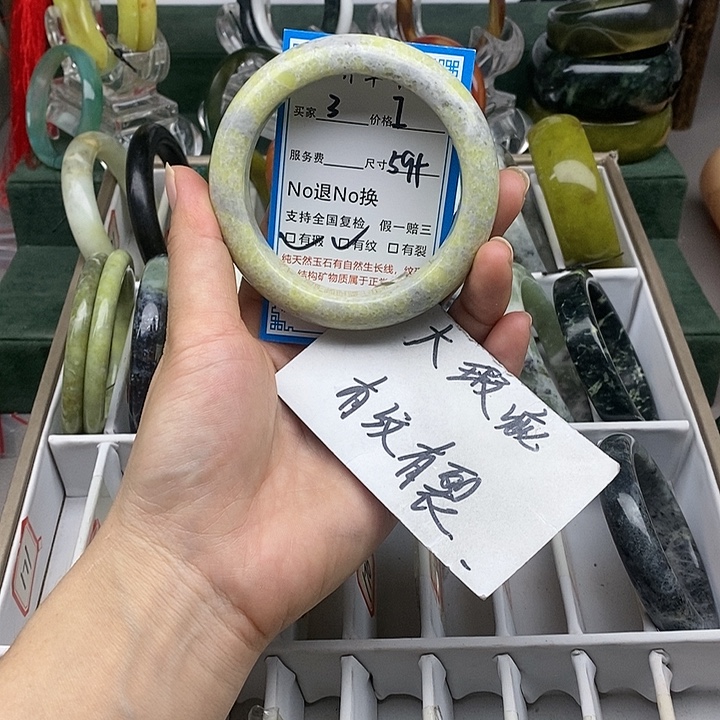 买家 3 价格 1
服务费 尺寸 59+
No退No换
支持全国复检 假一赔三
☑有瑕 ☑有纹 □有裂
纯天然玉石有自然生长线，纹
结构矿物质属于正常
大瑕疵
有纹有裂..